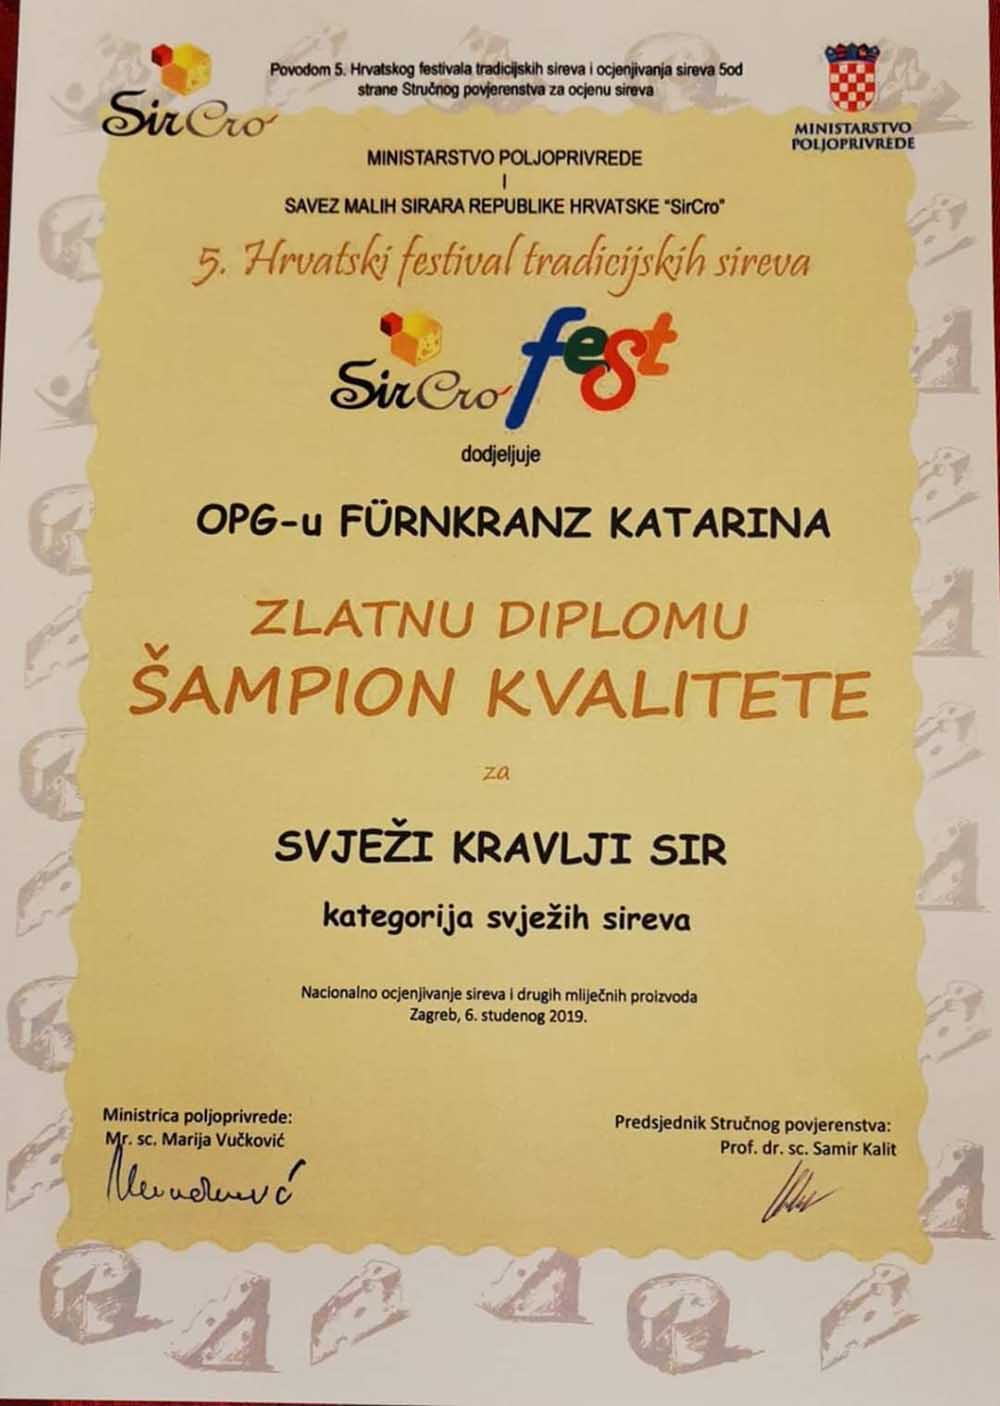 SirCro
Povodom 5. Hrvatskog festivala tradicijskih sireva i ocjenjivanja sireva 5od
strane Stručnog povjerenstva za ocjenu sireva
MINISTARSTVO
POLJOPRIVREDE
MINISTARSTVO POLJOPRIVREDE
I
SAVEZ MALIH SIRARA REPUBLIKE HRVATSKE "SirCro"
5. Hrvatski festival tradicijskih sireva
SirCro fest
dodjeljuje
OPG-u FÜRNKRANZ KATARINA
ZLATNU DIPLOMU
ŠAMPION KVALITETE
za
SVJEŽI KRAVLJI SIR
kategorija svježih sireva
Nacionalno ocjenjivanje sireva i drugih mliječnih proizvoda
Zagreb, 6. studenog 2019.
Ministrica poljoprivrede:
Mr. sc. Marija Vučković
Predsjednik Stručnog povjerenstva:
Prof. dr. sc. Samir Kalit